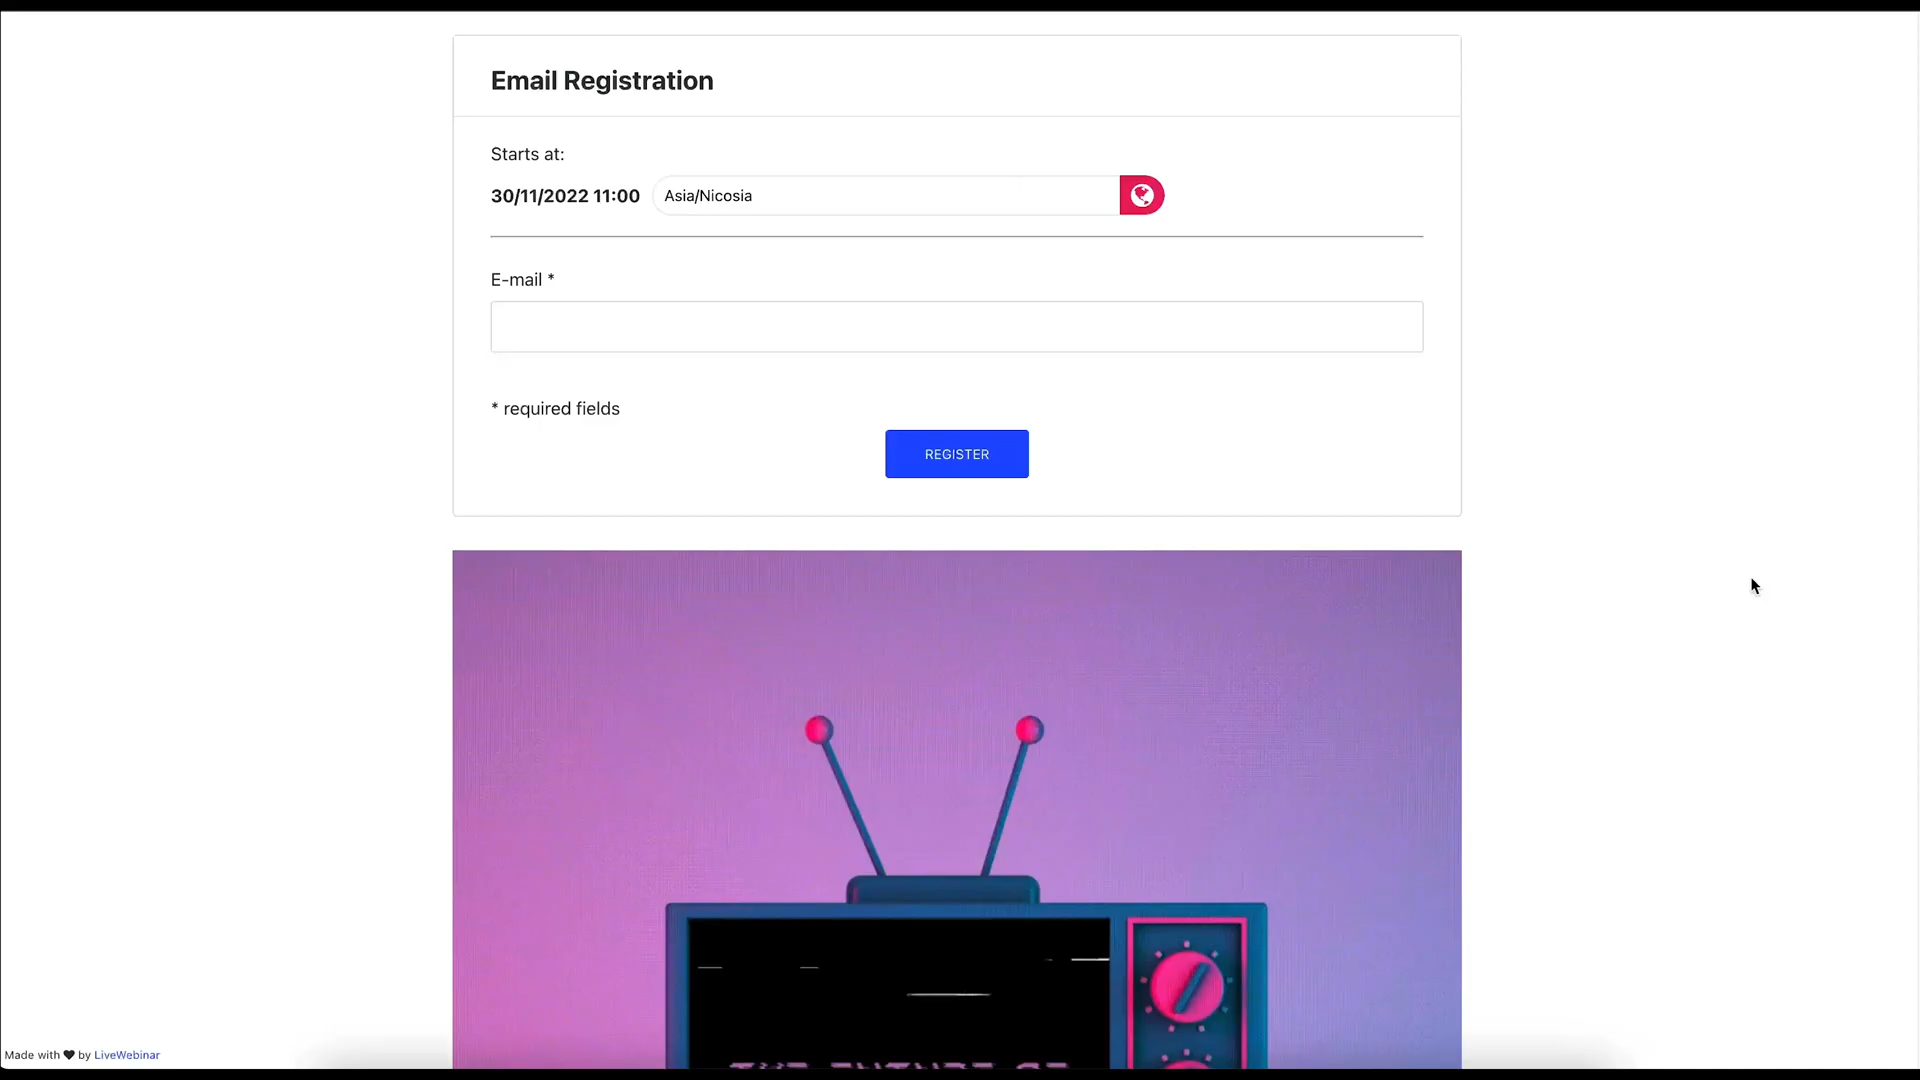 Email Registration
Starts at:
30/11/2022 11:00 Asia/Nicosia
E-mail *
* required fields
REGISTER
Made with ♥ by LiveWebinar